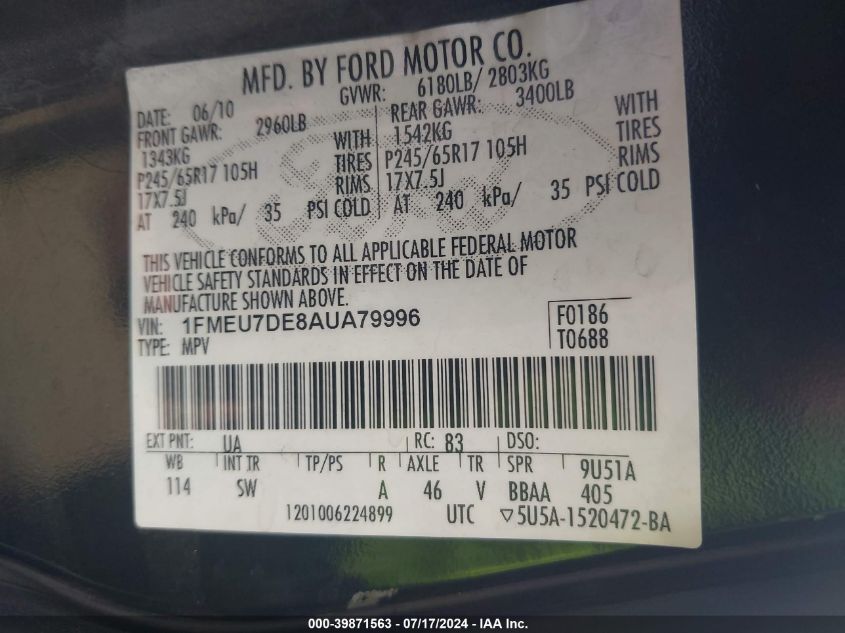 MFD. BY FORD MOTOR CO.
DATE: 06/10 GVWR: 6180LB/ 2803KG
FRONT GAWR: 2960LB REAR GAWR: 3400LB
1343KG WITH 1542KG WITH
P245/65R17 105H TIRES P245/65R17 105H TIRES
17X7.5J RIMS 17X7.5J RIMS
AT 240 kPa/ 35 PSI COLD AT 240 kPa/ 35 PSI COLD
THIS VEHICLE CONFORMS TO ALL APPLICABLE FEDERAL MOTOR
VEHICLE SAFETY STANDARDS IN EFFECT ON THE DATE OF
MANUFACTURE SHOWN ABOVE.
VIN: 1FMEU7DE8AUA79996 F0186
TYPE: MPV T0688
EXT PNT: UA RC: 83 DSO:
WB INT TR TP/PS R AXLE TR SPR 9U51A
114 SW A 46 V BBAA 405
1201006224899 UTC ▽5U5A-1520472-BA
000-39871563 - 07/17/2024 - IAA Inc.